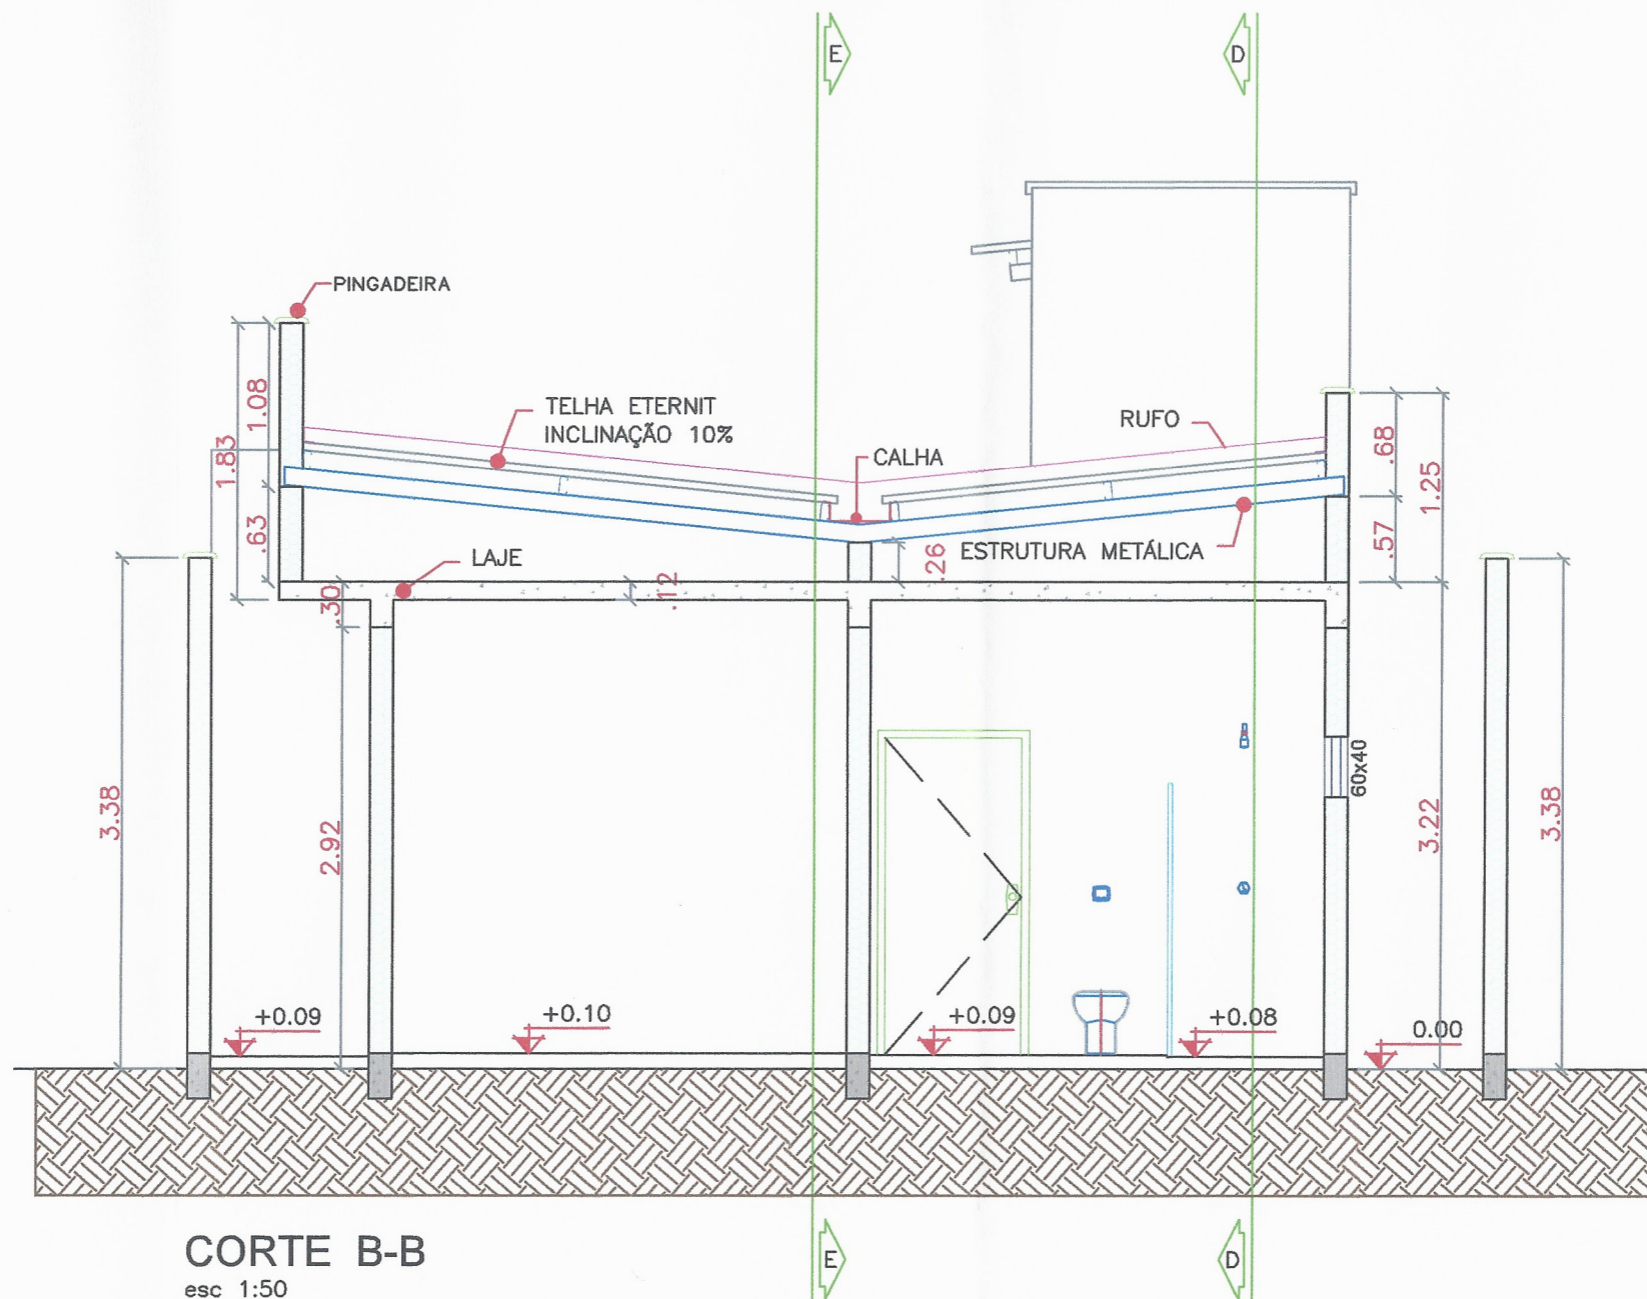 E
D
PINGADEIRA
1.08
1.83
.63
TELHA ETERNIT
INCLINAÇÃO 10%
CALHA
RUFO
.68
1.25
.57
LAJE
.30
.12
.26
ESTRUTURA METÁLICA
60x40
3.38
2.92
3.22
3.38
+0.09
+0.10
+0.09
+0.08
0.00
CORTE B-B
esc 1:50
E
D